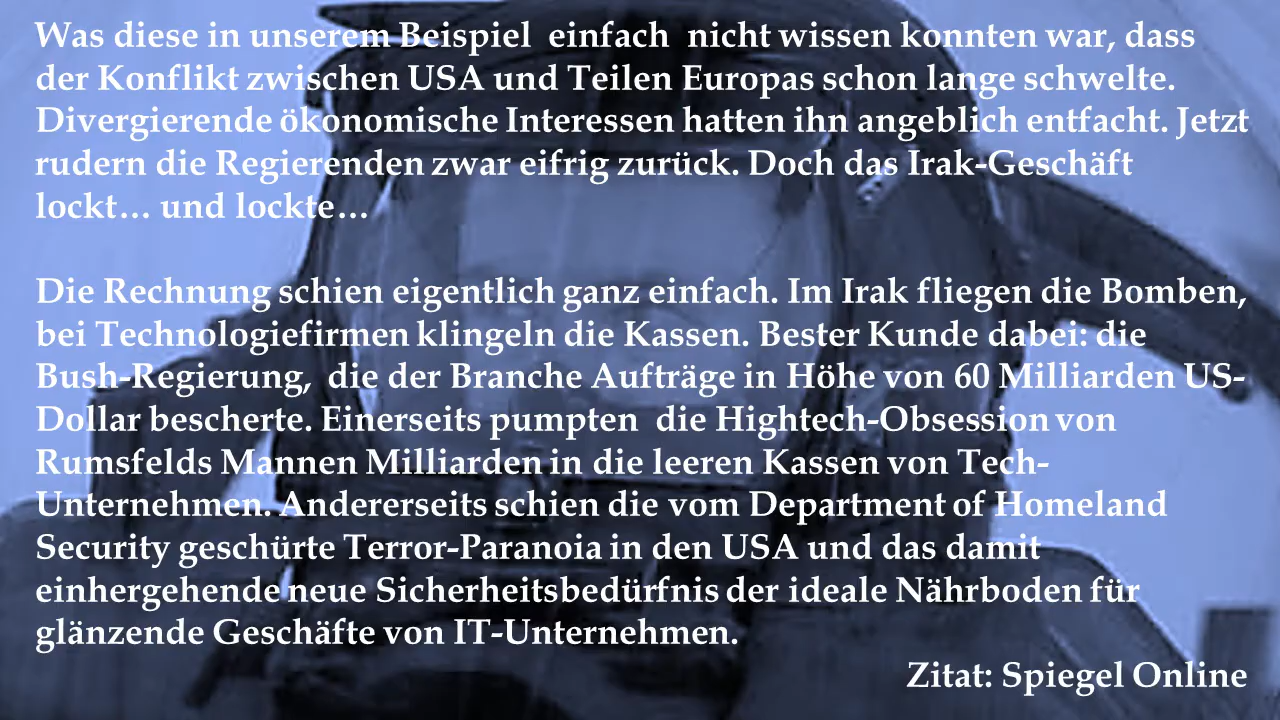 Was diese in unserem Beispiel einfach nicht wissen konnten war, dass
der Konflikt zwischen USA und Teilen Europas schon lange schwelte.
Divergierende ökonomische Interessen hatten ihn angeblich entfacht. Jetzt
rudern die Regierenden zwar eifrig zurück. Doch das Irak-Geschäft
lockt… und lockte…
Die Rechnung schien eigentlich ganz einfach. Im Irak fliegen die Bomben,
bei Technologiefirmen klingeln die Kassen. Bester Kunde dabei: die
Bush-Regierung, die der Branche Aufträge in Höhe von 60 Milliarden US-
Dollar bescherte. Einerseits pumpten die Hightech-Obsession von
Rumsfelds Mannen Milliarden in die leeren Kassen von Tech-
Unternehmen. Andererseits schien die vom Department of Homeland
Security geschürte Terror-Paranoia in den USA und das damit
einhergehende neue Sicherheitsbedürfnis der ideale Nährboden für
glänzende Geschäfte von IT-Unternehmen.
Zitat: Spiegel Online